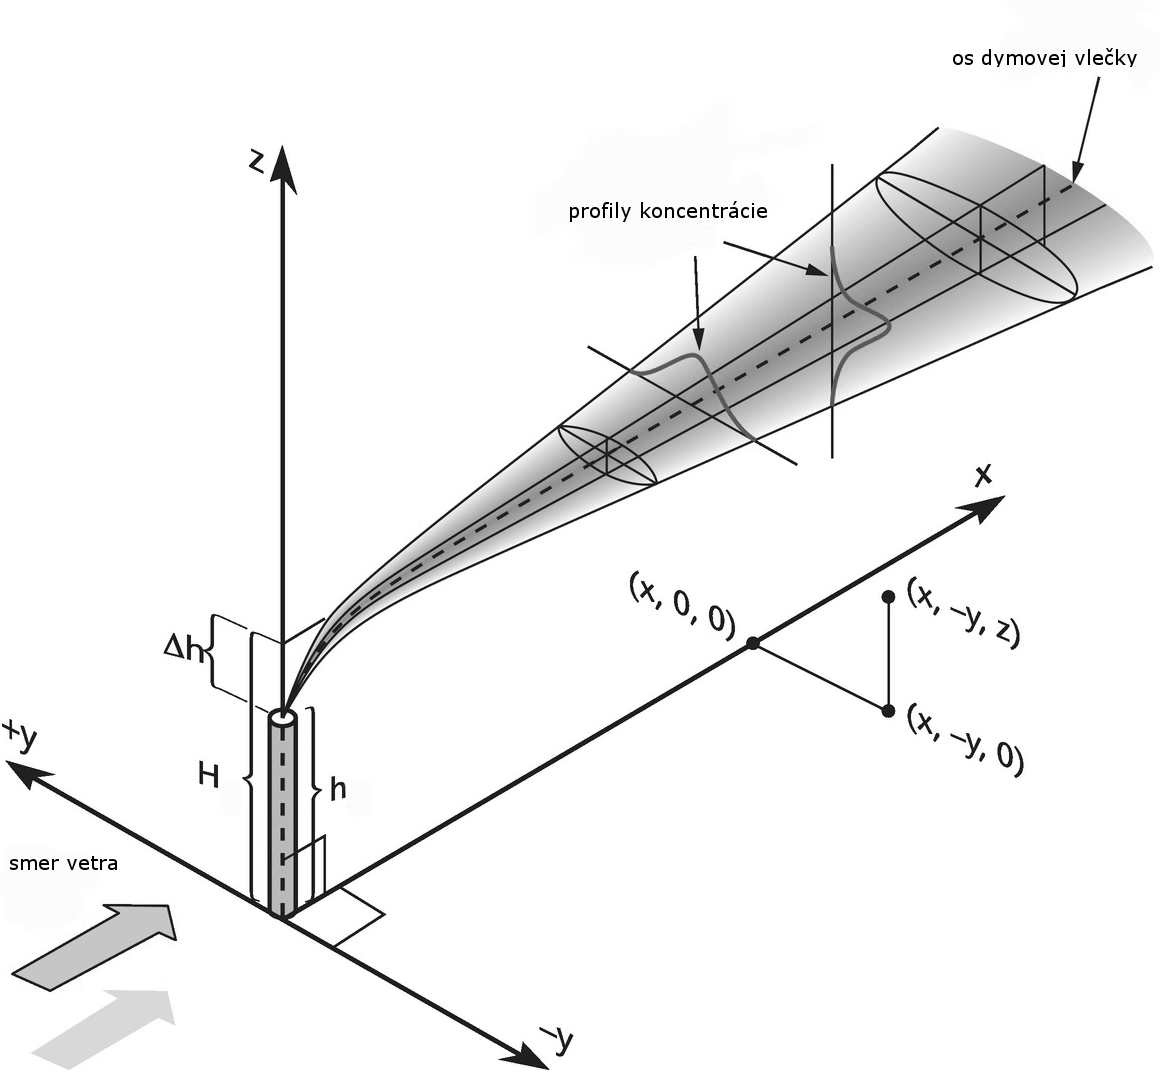 os dymovej vlečky
z
profily koncentrácie
x
(x, 0, 0)
(x, –y, z)
Δh
(x, –y, 0)
+y
H
h
smer vetra
–y